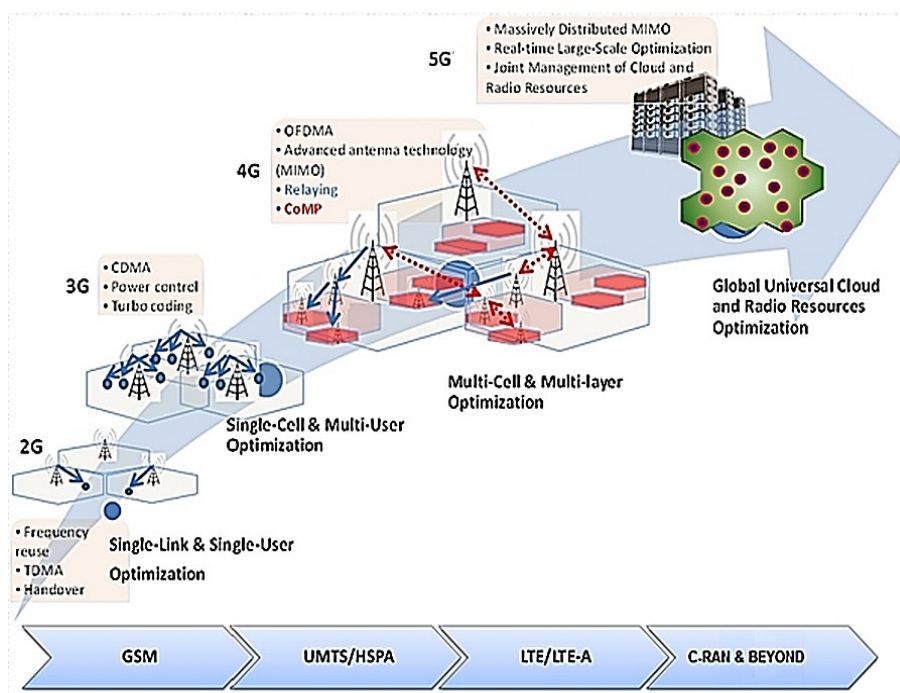 5G
• Massively Distributed MIMO
• Real-time Large-Scale Optimization
• Joint Management of Cloud and
Radio Resources
4G
• OFDMA
• Advanced antenna technology
(MIMO)
• Relaying
• CoMP
3G
• CDMA
• Power control
• Turbo coding
Global Universal Cloud
and Radio Resources
Optimization
Multi-Cell & Multi-layer
Optimization
Single-Cell & Multi-User
Optimization
2G
• Frequency
reuse
• TDMA
• Handover
Single-Link & Single-User
Optimization
GSM
UMTS/HSPA
LTE/LTE-A
C-RAN & BEYOND